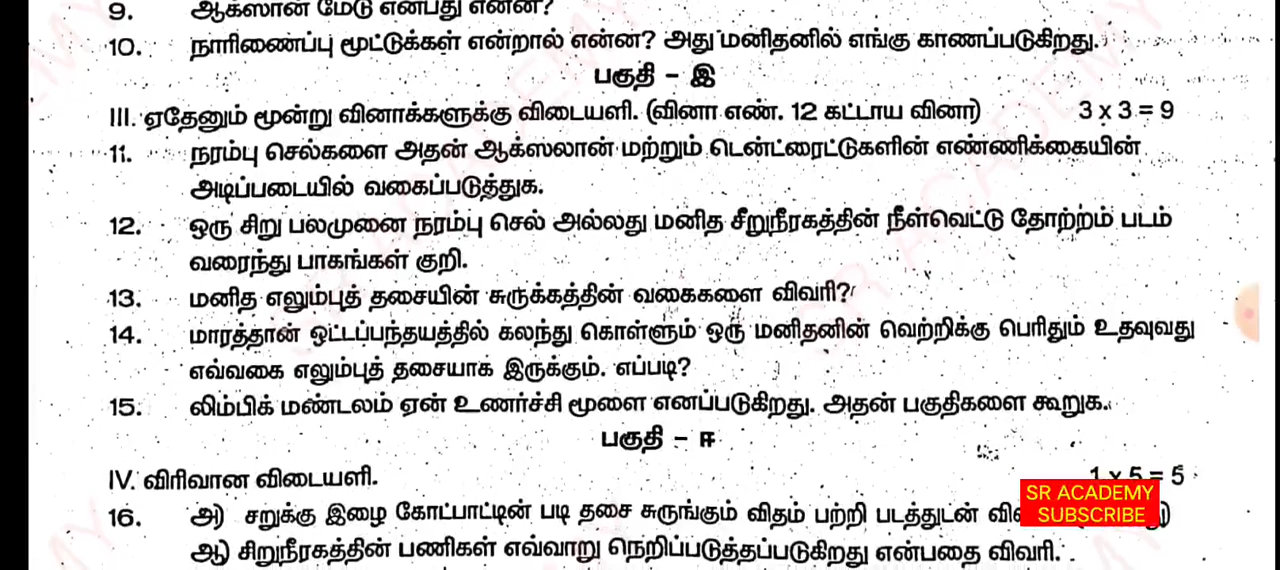 9. ஆக்ஸான் மேடு என்பது என்ன?
10. நாரிணைப்பு மூட்டுக்கள் என்றால் என்ன? அது மனிதனில் எங்கு காணப்படுகிறது.
பகுதி - இ
III. ஏதேனும் மூன்று வினாக்களுக்கு விடையளி. (வினா எண். 12 கட்டாய வினா) 3 x 3 = 9
11. நரம்பு செல்களை அதன் ஆக்ஸலான் மற்றும் டென்ட்ரைட்டுகளின் எண்ணிக்கையின்
அடிப்படையில் வகைப்படுத்துக.
12. ஒரு சிறு பலமுனை நரம்பு செல் அல்லது மனித சீறுநீரகத்தின் நீள்வெட்டு தோற்றம் படம்
வரைந்து பாகங்கள் குறி.
13. மனித எலும்புத் தசையின் சுருக்கத்தின் வகைகளை விவரி?
14. மாரத்தான் ஒட்டப்பந்தயத்தில் கலந்து கொள்ளும் ஒரு மனிதனின் வெற்றிக்கு பெரிதும் உதவுவது
எவ்வகை எலும்புத் தசையாக இருக்கும். எப்படி?
15. லிம்பிக் மண்டலம் ஏன் உணர்ச்சி மூளை எனப்படுகிறது. அதன் பகுதிகளை கூறுக.
பகுதி - ஈ
IV. விரிவான விடையளி. 1 x 5 = 5
16. அ) சறுக்கு இழை கோட்பாட்டின் படி தசை சுருங்கும் விதம் பற்றி படத்துடன்
SR ACADEMY
SUBSCRIBE
ஆ) சிறுநீரகத்தின் பணிகள் எவ்வாறு நெறிப்படுத்தப்படுகிறது என்பதை விவரி.